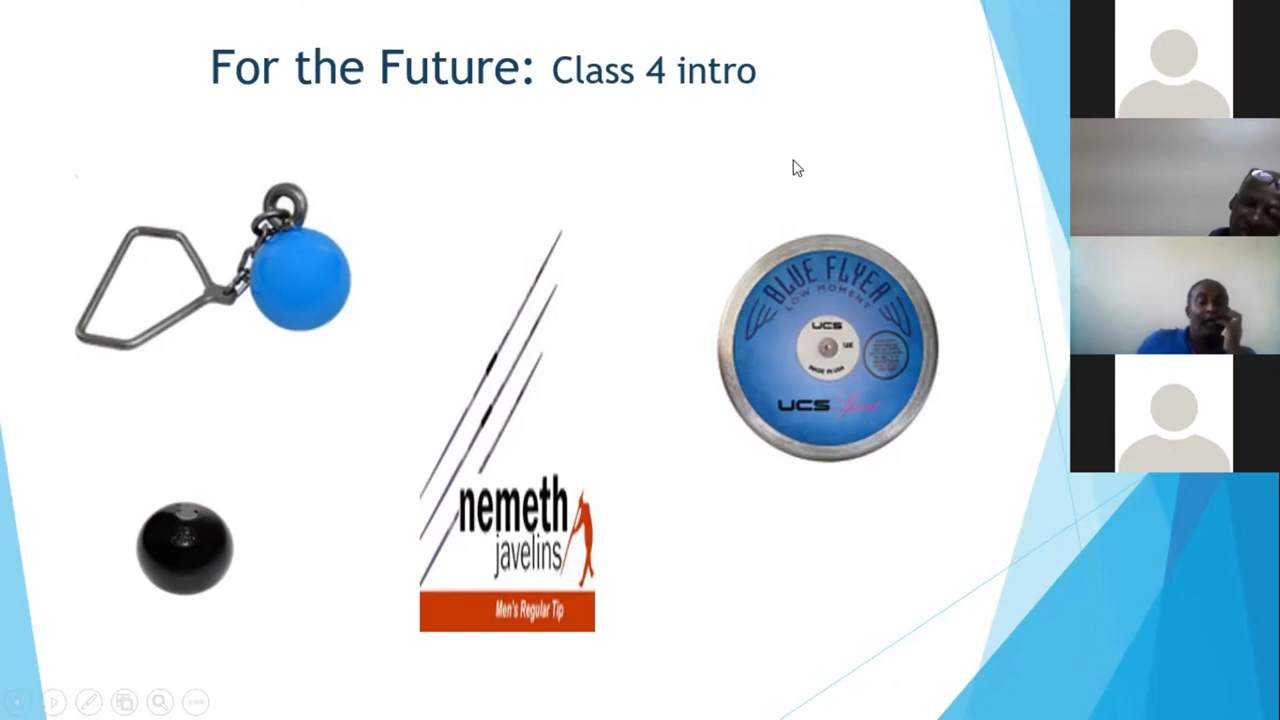 For the Future: Class 4 intro
BLUE FLYER
LOW MOMENT
UCS
MADE IN USA
UCS
nemeth
javelins
Men's Regular Tip